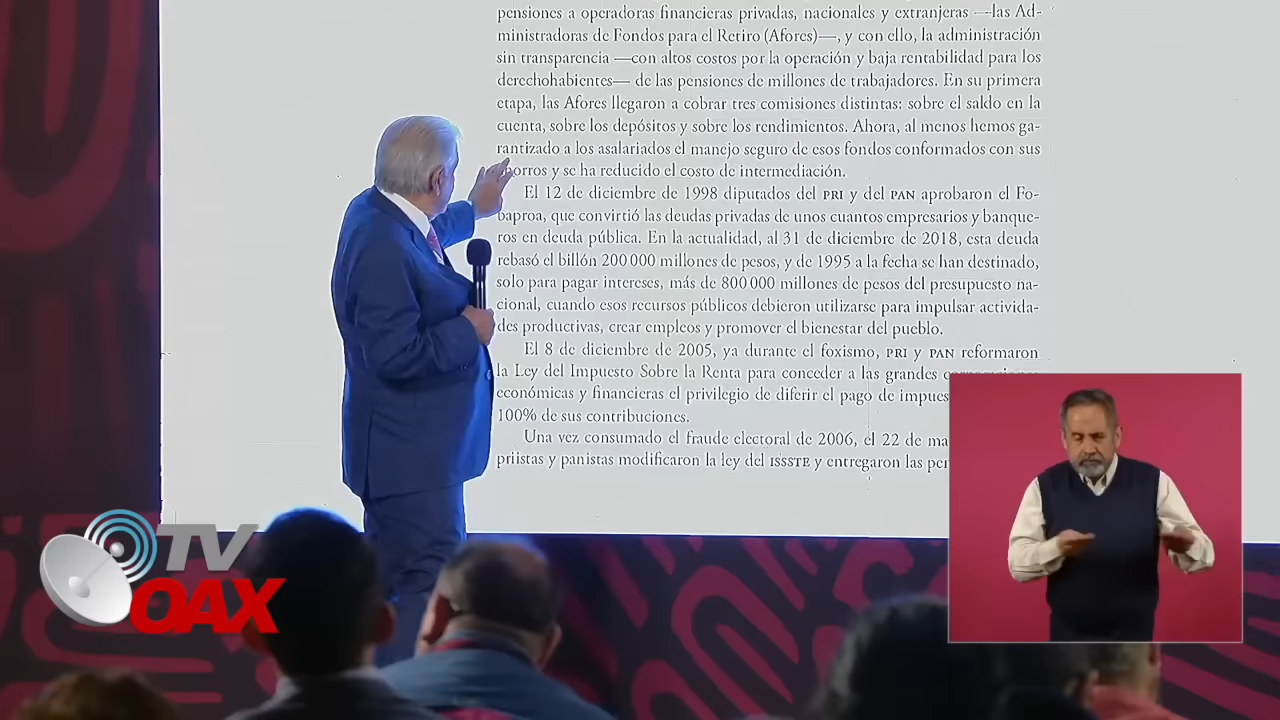 pensiones a operadoras financieras privadas, nacionales y extranjeras —las Ad-
ministradoras de Fondos para el Retiro (Afores)—, y con ello, la administración
sin transparencia —con altos costos por la operación y baja rentabilidad para los
derechohabientes— de las pensiones de millones de trabajadores. En su primera
etapa, las Afores llegaron a cobrar tres comisiones distintas: sobre el saldo en la
cuenta, sobre los depósitos y sobre los rendimientos. Ahora, al menos hemos ga-
rantizado a los asalariados el manejo seguro de esos fondos conformados con sus
ahorros y se ha reducido el costo de intermediación.
El 12 de diciembre de 1998 diputados del PRI y del PAN aprobaron el Fo-
baproa, que convirtió las deudas privadas de unos cuantos empresarios y banque-
ros en deuda pública. En la actualidad, al 31 de diciembre de 2018, esta deuda
rebasó el billón 200 000 millones de pesos, y de 1995 a la fecha se han destinado,
solo para pagar intereses, más de 800 000 millones de pesos del presupuesto na-
cional, cuando esos recursos públicos debieron utilizarse para impulsar activida-
des productivas, crear empleos y promover el bienestar del pueblo.
El 8 de diciembre de 2005, ya durante el foxismo, PRI y PAN reformaron
la Ley del Impuesto Sobre la Renta para conceder a las grandes corporaciones
económicas y financieras el privilegio de diferir el pago de impues
100% de sus contribuciones.
Una vez consumado el fraude electoral de 2006, el 22 de ma
priistas y panistas modificaron la ley del ISSSTE y entregaron las pen
TV
OAX